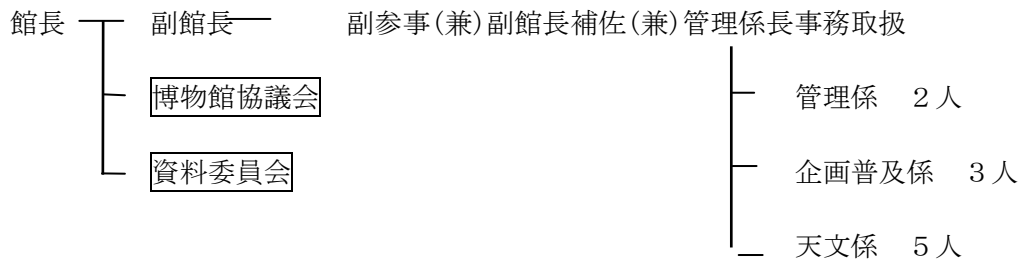 館長 副館長 副参事(兼)副館長補佐(兼)管理係長事務取扱
博物館協議会 管理係 2人
資料委員会 企画普及係 3人
天文係 5人